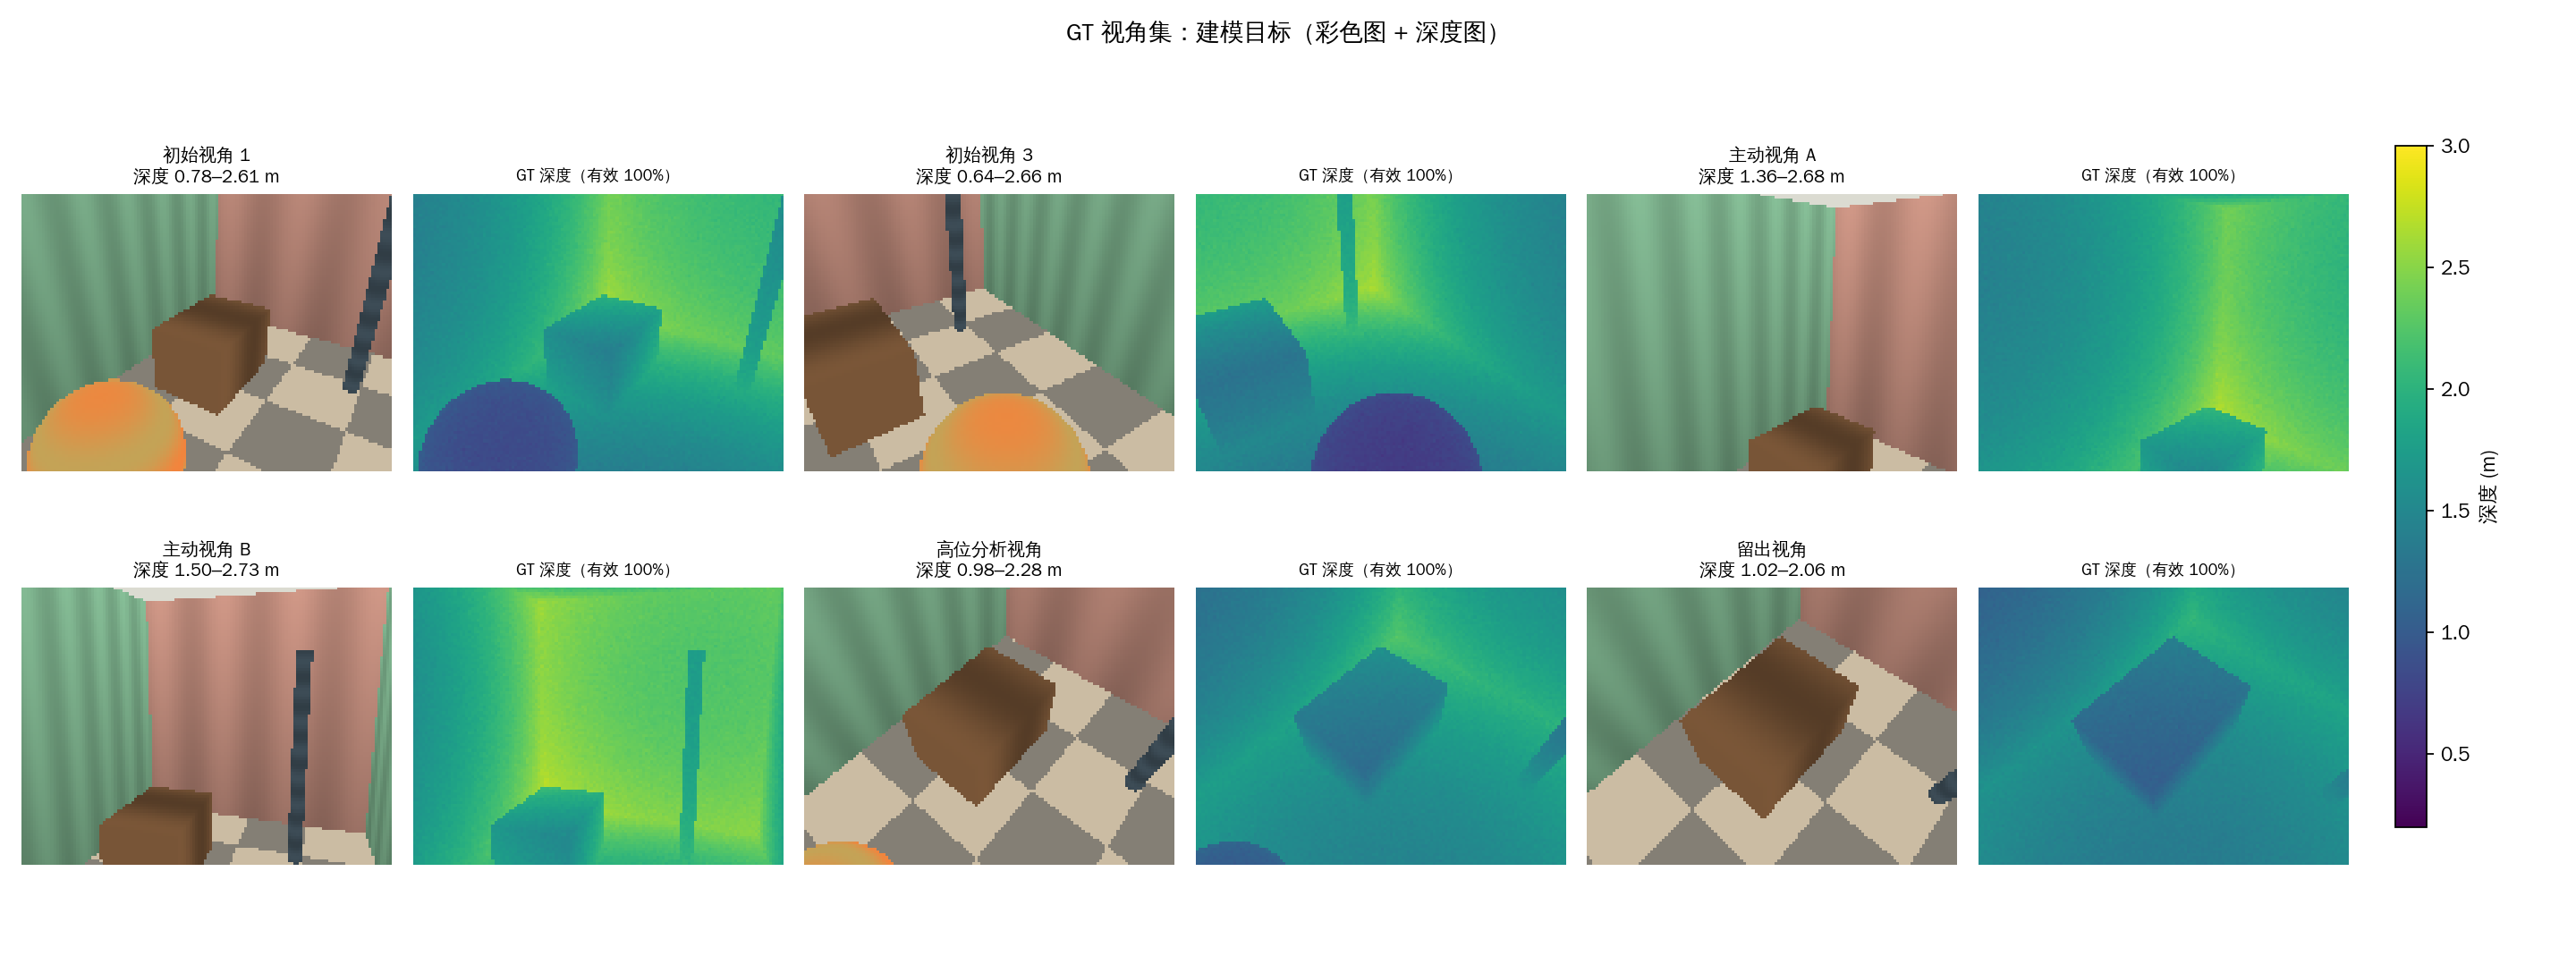 GT 视角集：建模目标（彩色图 + 深度图）
初始视角 1
深度 0.78–2.61 m
GT 深度（有效 100%）
初始视角 3
深度 0.64–2.66 m
GT 深度（有效 100%）
主动视角 A
深度 1.36–2.68 m
GT 深度（有效 100%）
主动视角 B
深度 1.50–2.73 m
GT 深度（有效 100%）
高位分析视角
深度 0.98–2.28 m
GT 深度（有效 100%）
留出视角
深度 1.02–2.06 m
GT 深度（有效 100%）
3.0
2.5
2.0
1.5
1.0
0.5
深度 (m)